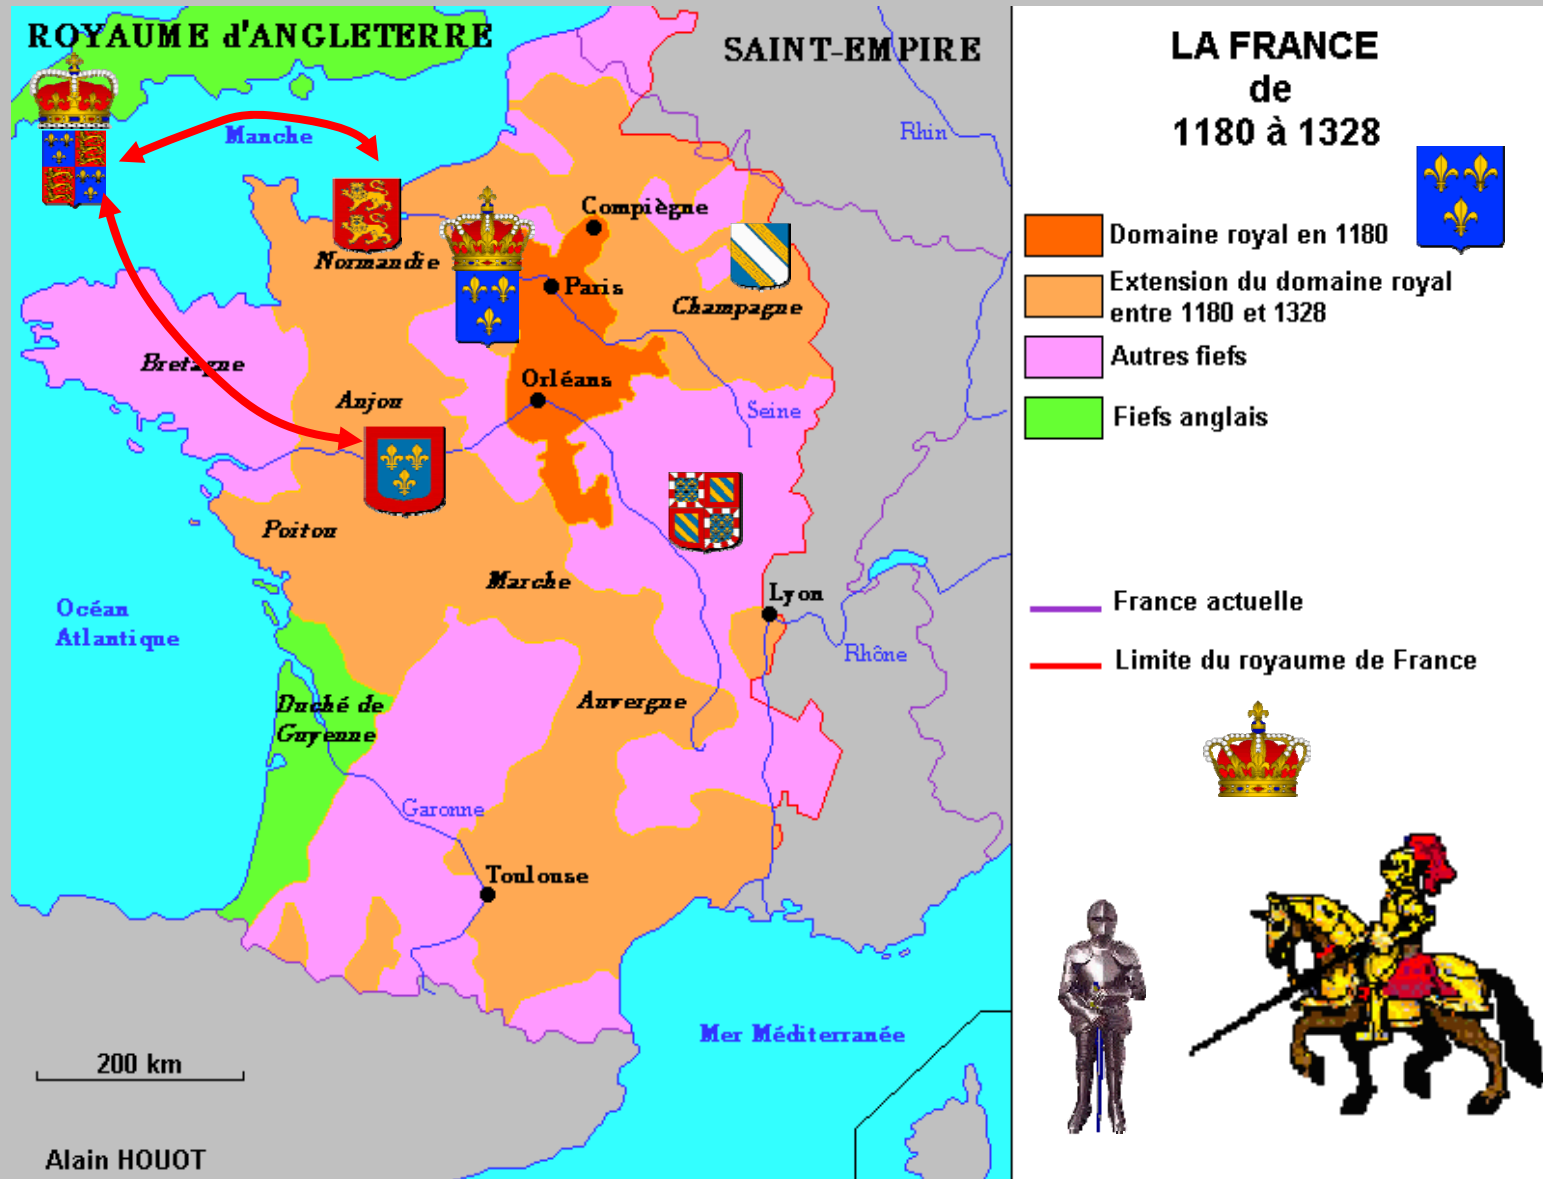 ROYAUME d'ANGLETERRE
SAINT-EMPIRE
LA FRANCE
de
1180 à 1328
Manche
Rhin
Compiègne
Domaine royal en 1180
Normandie
Paris
Extension du domaine royal
entre 1180 et 1328
Champagne
Bretagne
Autres fiefs
Orléans
Anjou
Seine
Fiefs anglais
Poitou
Marche
Lyon
Océan
Atlantique
France actuelle
Rhône
Limite du royaume de France
Duché de
Guyenne
Auvergne
Garonne
Toulouse
Mer Méditerranée
200 km
Alain HOUOT